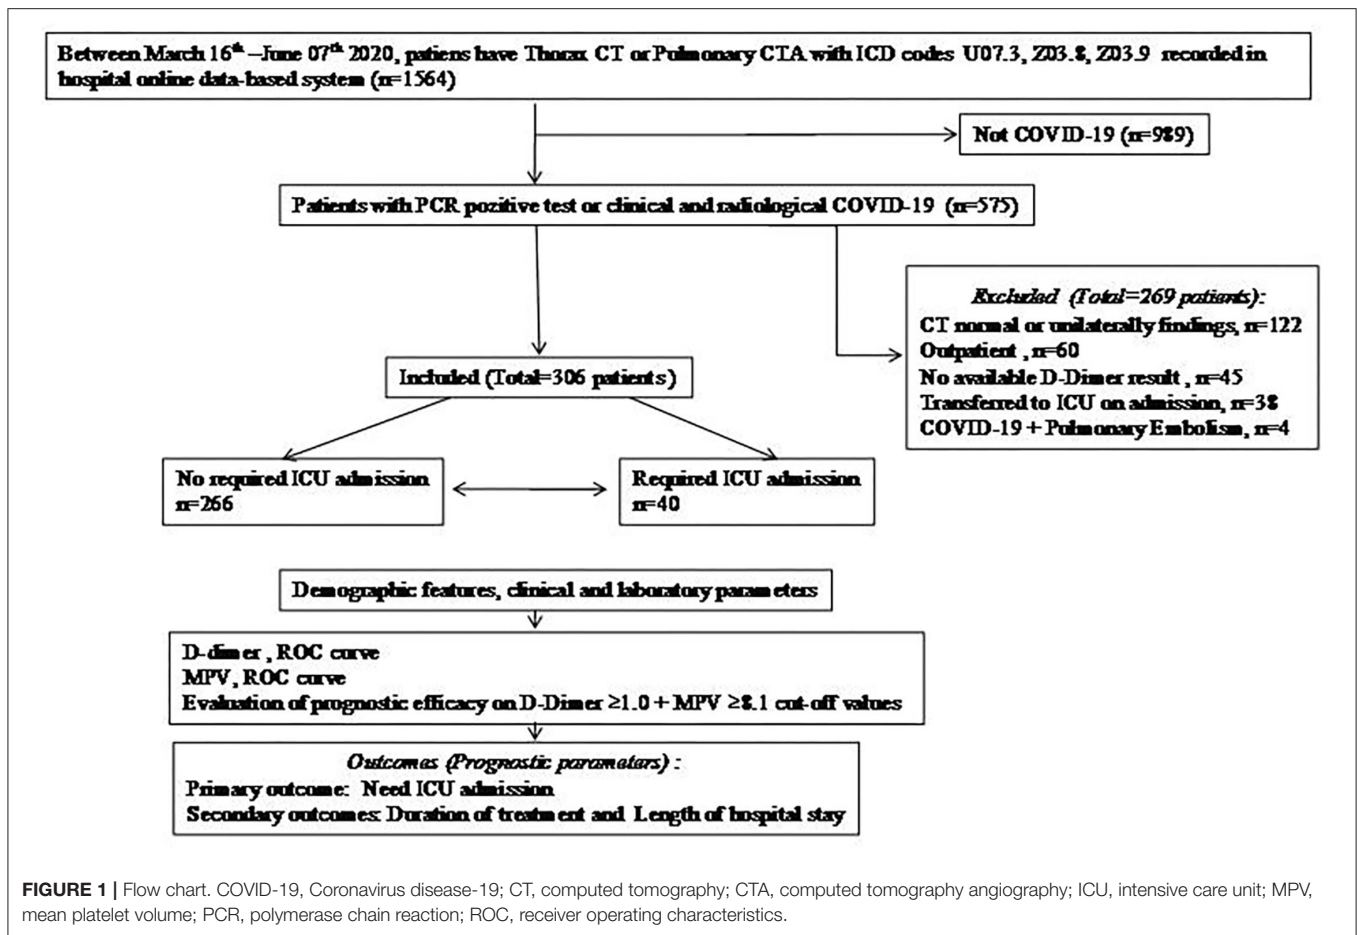 Between March 16th –June 07th 2020, patiens have Thorax CT or Pulmonary CTA with ICD codes U07.3, Z03.8, Z03.9 recorded in
hospital online data-based system (n=1564)
Not COVID-19 (n=989)
Patients with PCR pozitive test or clinical and radiological COVID-19 (n=575)
Excluded (Total=269 patients):
CT normal or unilaterally findings, n=122
Outpatient , n=60
No available D-Dimer result , n=45
Transferred to ICU on admission, n=38
COVID-19 + Pulmonary Embolism, n=4
Included (Total=306 patients)
No required ICU admission
n=266
Required ICU admission
n=40
Demographic features, clinical and laboratory parameters
D-dimer , ROC curve
MPV, ROC curve
Evaluation of prognostic efficacy on D-Dimer ≥1.0 + MPV ≥8.1 cut-off values
Outcomes (Prognostic parameters) :
Primary outcome: Need ICU admission
Secondary outcomes: Duration of treatment and Length of hospital stay
FIGURE 1 | Flow chart. COVID-19, Coronavirus disease-19; CT, computed tomography; CTA, computed tomography angiography; ICU, intensive care unit; MPV,
mean platelet volume; PCR, polymerase chain reaction; ROC, receiver operating characteristics.